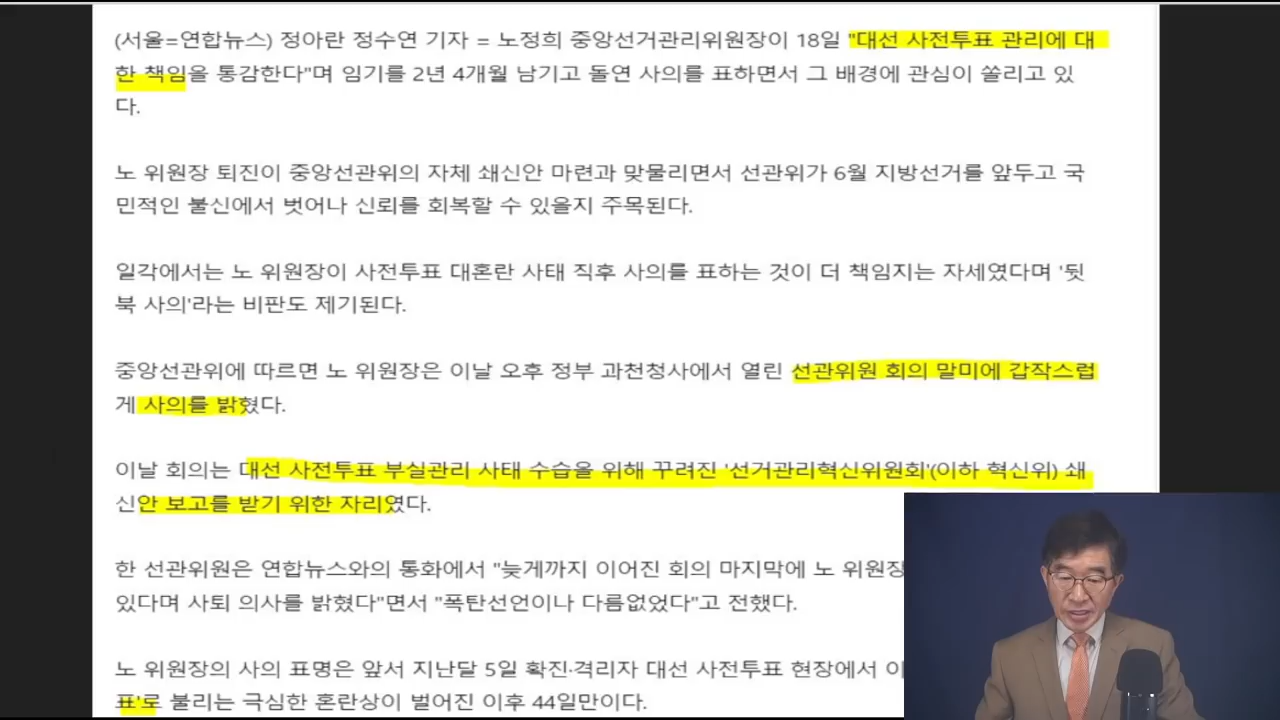 (서울=연합뉴스) 정아란 정수연 기자 = 노정희 중앙선거관리위원장이 18일 "대선 사전투표 관리에 대
한 책임을 통감한다"며 임기를 2년 4개월 남기고 돌연 사의를 표하면서 그 배경에 관심이 쏠리고 있
다.
노 위원장 퇴진이 중앙선관위의 자체 쇄신안 마련과 맞물리면서 선관위가 6월 지방선거를 앞두고 국
민적인 불신에서 벗어나 신뢰를 회복할 수 있을지 주목된다.
일각에서는 노 위원장이 사전투표 대혼란 사태 직후 사의를 표하는 것이 더 책임지는 자세였다며 '뒷
북 사의'라는 비판도 제기된다.
중앙선관위에 따르면 노 위원장은 이날 오후 정부 과천청사에서 열린 선관위원 회의 말미에 갑작스럽
게 사의를 밝혔다.
이날 회의는 대선 사전투표 부실관리 사태 수습을 위해 꾸려진 '선거관리혁신위원회'(이하 혁신위) 쇄
신안 보고를 받기 위한 자리였다.
한 선관위원은 연합뉴스와의 통화에서 "늦게까지 이어진 회의 마지막에 노 위원장
있다며 사퇴 의사를 밝혔다"면서 "폭탄선언이나 다름없었다"고 전했다.
노 위원장의 사의 표명은 앞서 지난달 5일 확진·격리자 대선 사전투표 현장에서 이
표'로 불리는 극심한 혼란상이 벌어진 이후 44일만이다.